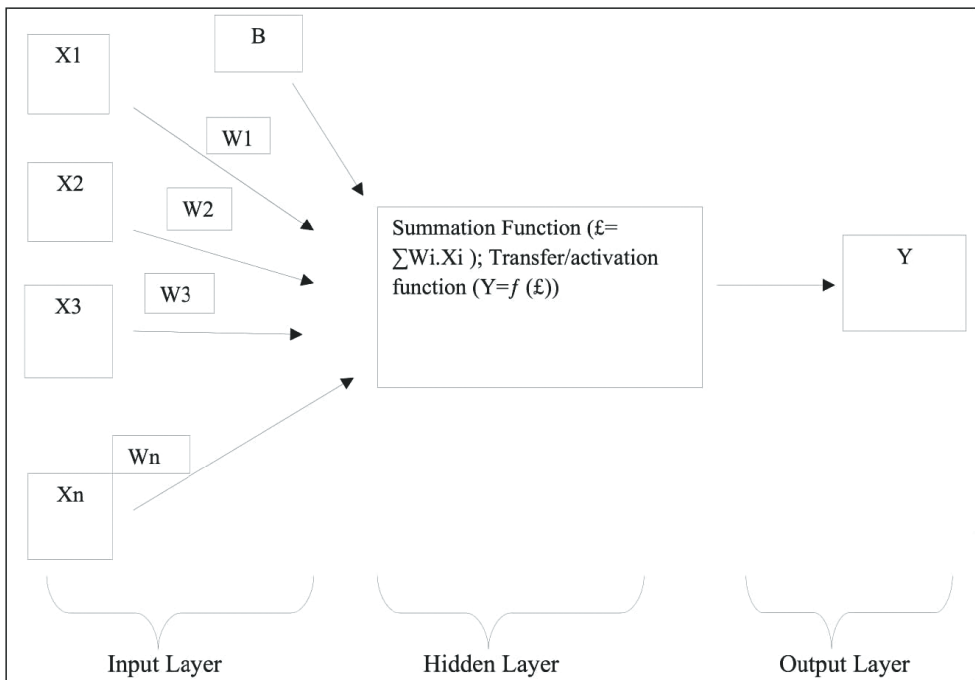 X1
B
W1
X2
W2
Summation Function (£=
∑Wi.Xi ); Transfer/activation
function (Y=ƒ (£))
Y
X3
W3
Wn
Xn
Input Layer
Hidden Layer
Output Layer